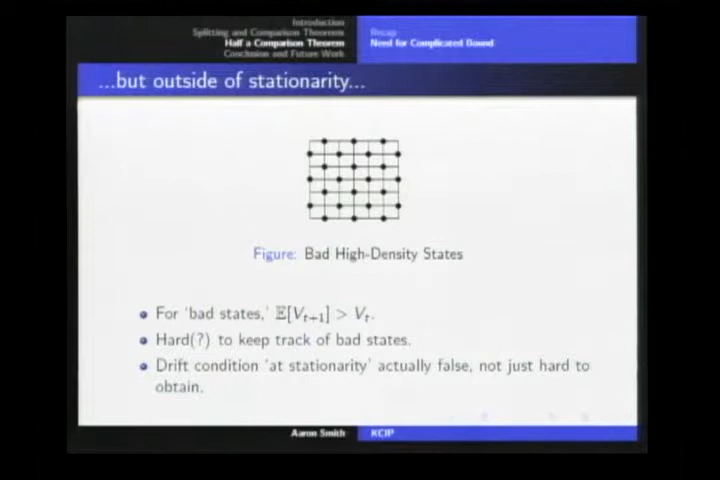 Introduction
Splitting and Comparison Theorems
Half a Comparison Theorem
Conclusion and Future Work
Recap
Need for Complicated Bound
...but outside of stationarity...
Figure: Bad High-Density States
For 'bad states,' 𝔼[Vₜ₊₁] > Vₜ.
Hard(?) to keep track of bad states.
Drift condition 'at stationarity' actually false, not just hard to
obtain.
Aaron Smith
KCIP